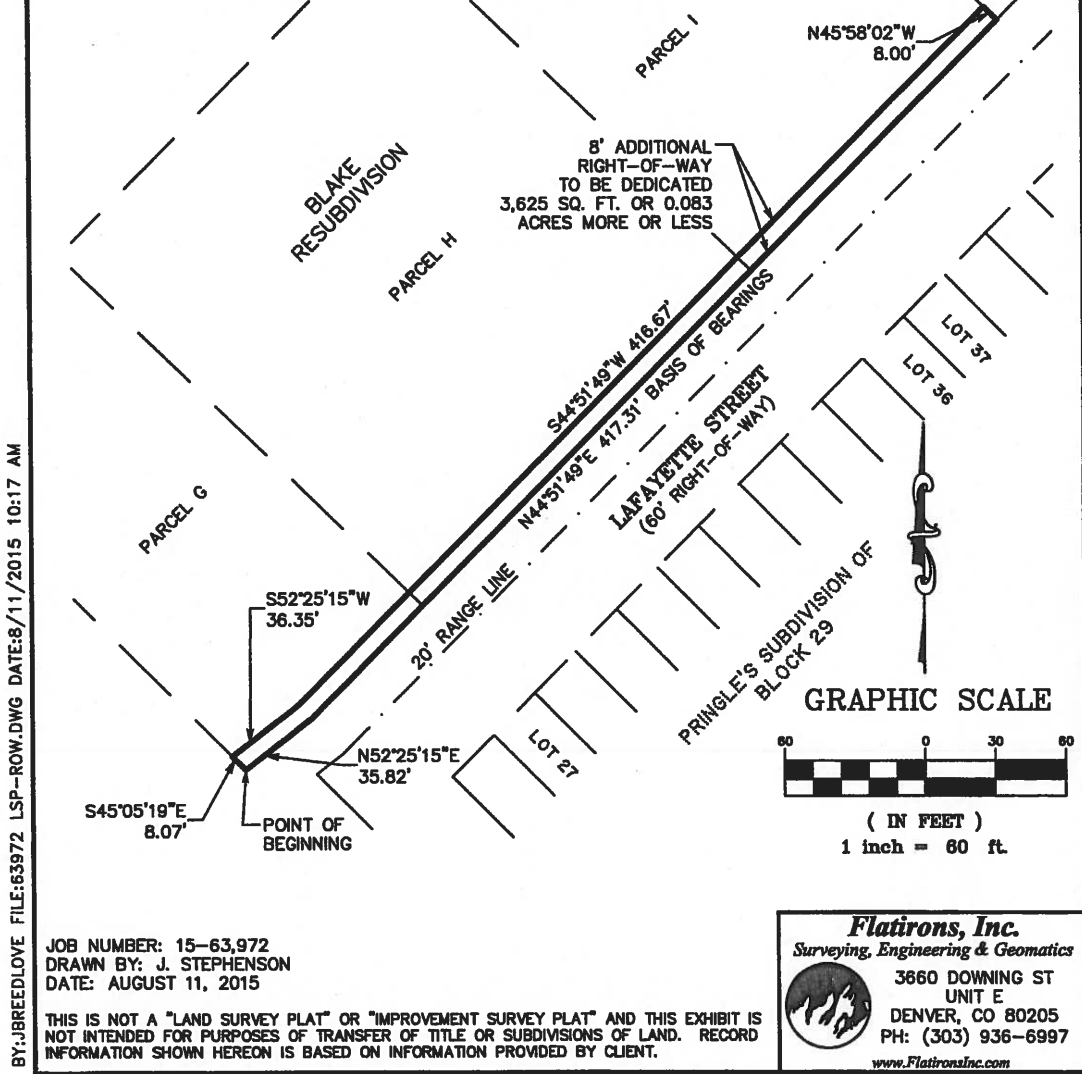 N45°58'02"W
8.00'
PARCEL I
8' ADDITIONAL
RIGHT-OF-WAY
TO BE DEDICATED
3,625 SQ. FT. OR 0.083
ACRES MORE OR LESS
BLAKE
RESUBDIVISION
PARCEL H
S44°51'49"W 416.67'
N44°51'49"E 417.31' BASIS OF BEARINGS
LAFAYETTE STREET
(60' RIGHT-OF-WAY)
LOT 37
LOT 36
PARCEL G
S52°25'15"W
36.35'
20' RANGE LINE
PRINGLE'S SUBDIVISION OF
BLOCK 29
LOT 27
N52°25'15"E
35.82'
S45°05'19"E
8.07'
POINT OF
BEGINNING
GRAPHIC SCALE
60 0 30 60
( IN FEET )
1 inch = 60 ft.
BY:JBREEDLOVE FILE:63972 LSP-ROW.DWG DATE:8/11/2015 10:17 AM
JOB NUMBER: 15-63,972
DRAWN BY: J. STEPHENSON
DATE: AUGUST 11, 2015
THIS IS NOT A "LAND SURVEY PLAT" OR "IMPROVEMENT SURVEY PLAT" AND THIS EXHIBIT IS
NOT INTENDED FOR PURPOSES OF TRANSFER OF TITLE OR SUBDIVISIONS OF LAND. RECORD
INFORMATION SHOWN HEREON IS BASED ON INFORMATION PROVIDED BY CLIENT.
Flatirons, Inc.
Surveying, Engineering & Geomatics
3660 DOWNING ST
UNIT E
DENVER, CO 80205
PH: (303) 936-6997
www.FlatironsInc.com